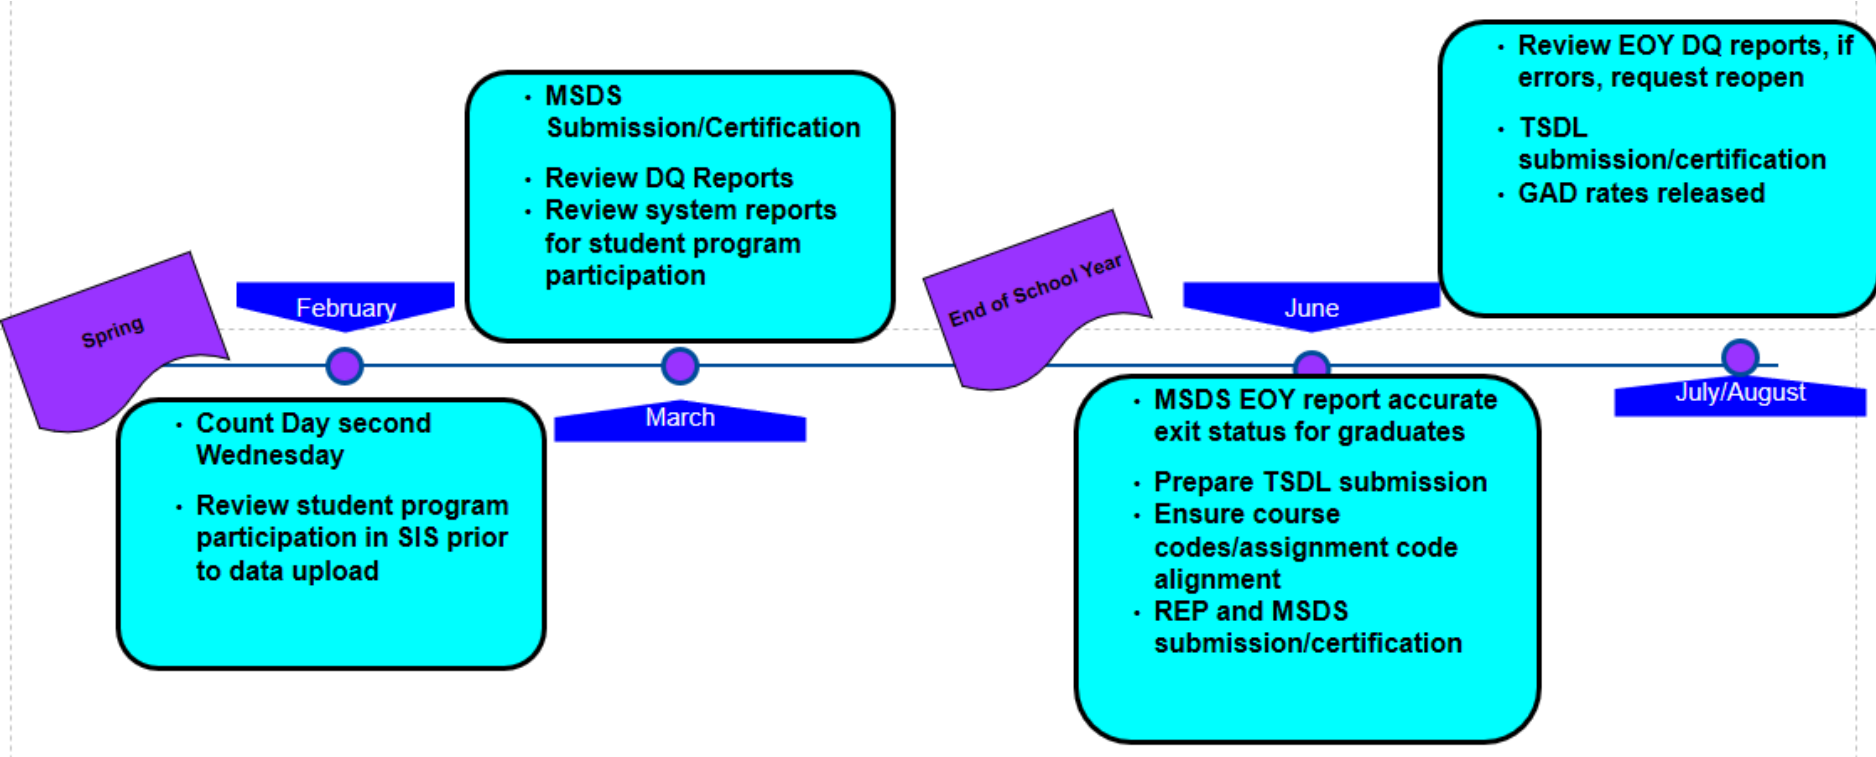 Spring
February
• Count Day second
Wednesday
• Review student program
participation in SIS prior
to data upload
• MSDS
Submission/Certification
• Review DQ Reports
• Review system reports
for student program
participation
March
End of School Year
June
• MSDS EOY report accurate
exit status for graduates
• Prepare TSDL submission
• Ensure course
codes/assignment code
alignment
• REP and MSDS
submission/certification
• Review EOY DQ reports, if
errors, request reopen
• TSDL
submission/certification
• GAD rates released
July/August